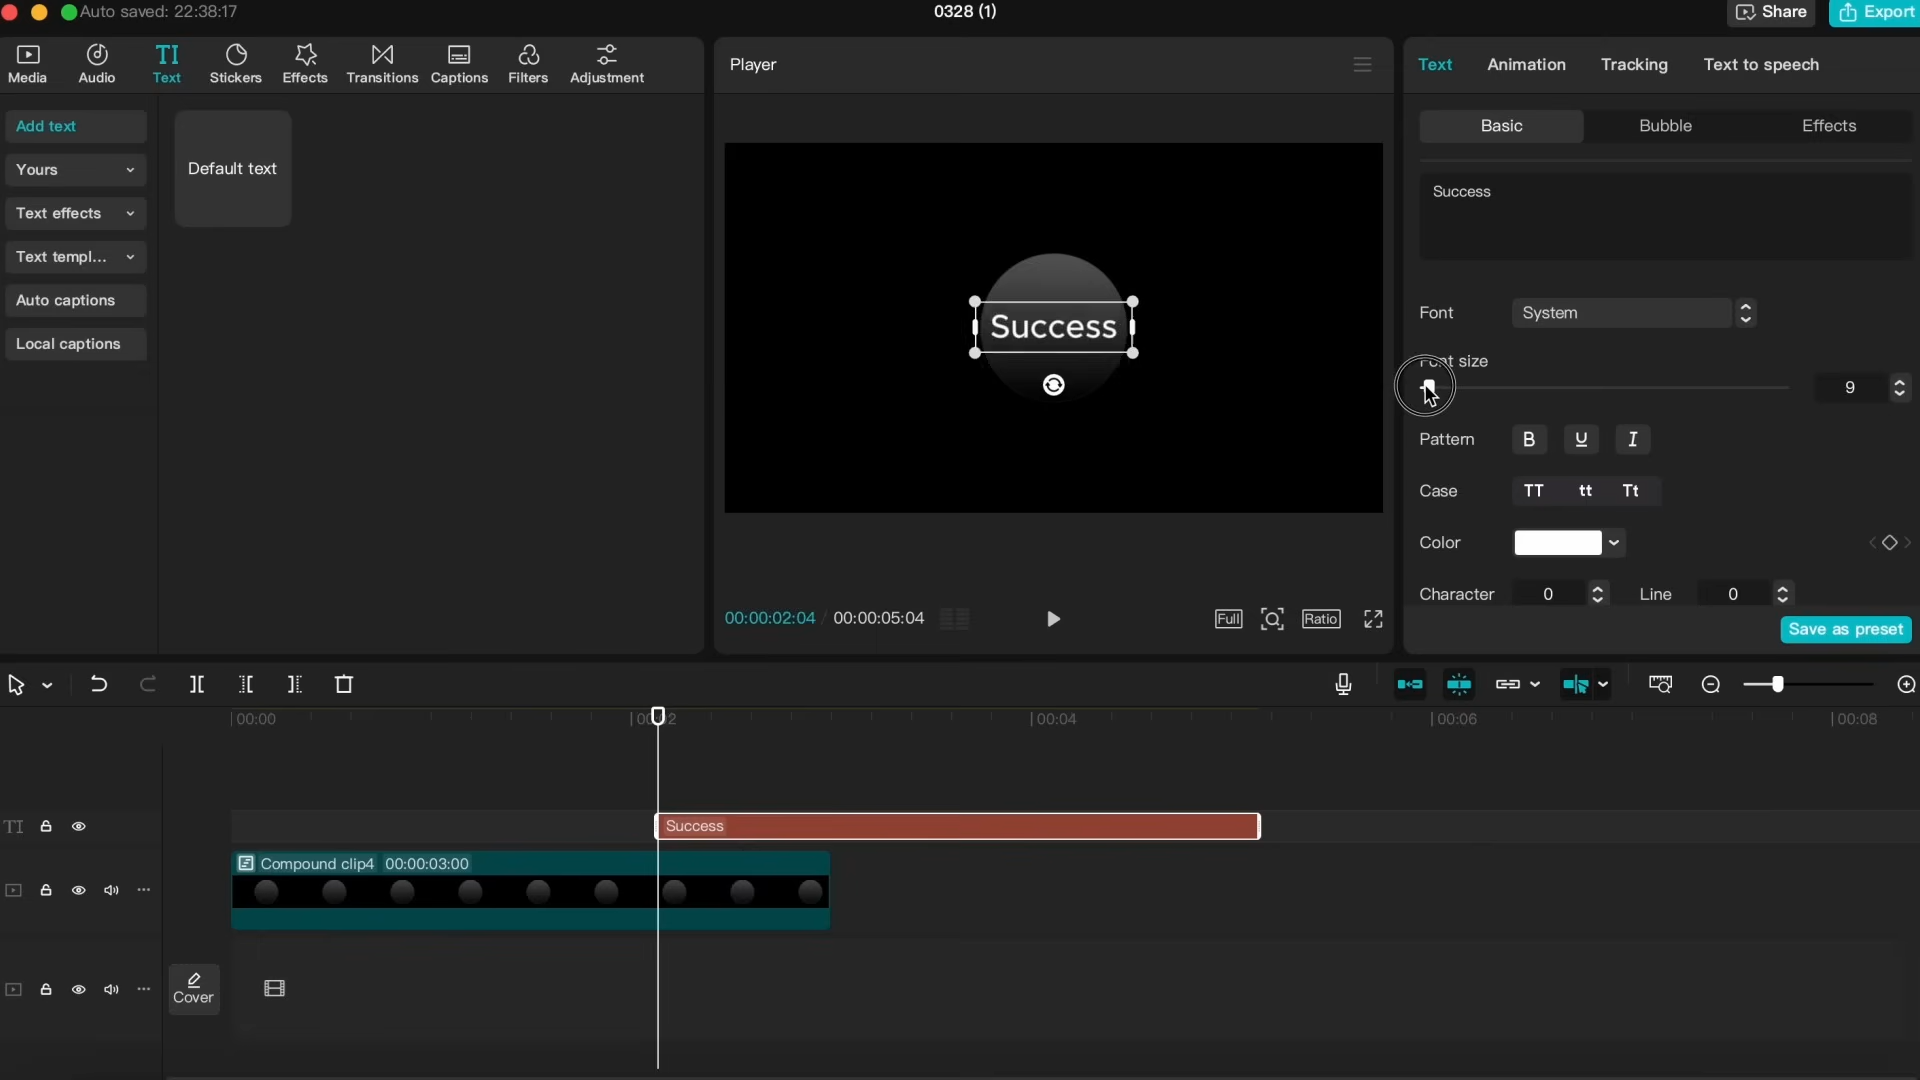 Auto saved: 22:38:17
0328 (1)
Share
Export
Media
Audio
TI
Text
Stickers
Effects
Transitions
Captions
Filters
Adjustment
Player
Text
Animation
Tracking
Text to speech
Add text
Yours
Text effects
Text templ...
Auto captions
Local captions
Default text
Basic
Bubble
Effects
Success
Success
Font
System
Font size
9
Pattern
B
U
I
Case
TT
tt
Tt
Color
Character
0
Line
0
Save as preset
00:00:02:04 / 00:00:05:04
Full
Ratio
00:00
00:04
00:06
00:08
TI
Success
Compound clip4 00:00:03:00
Cover